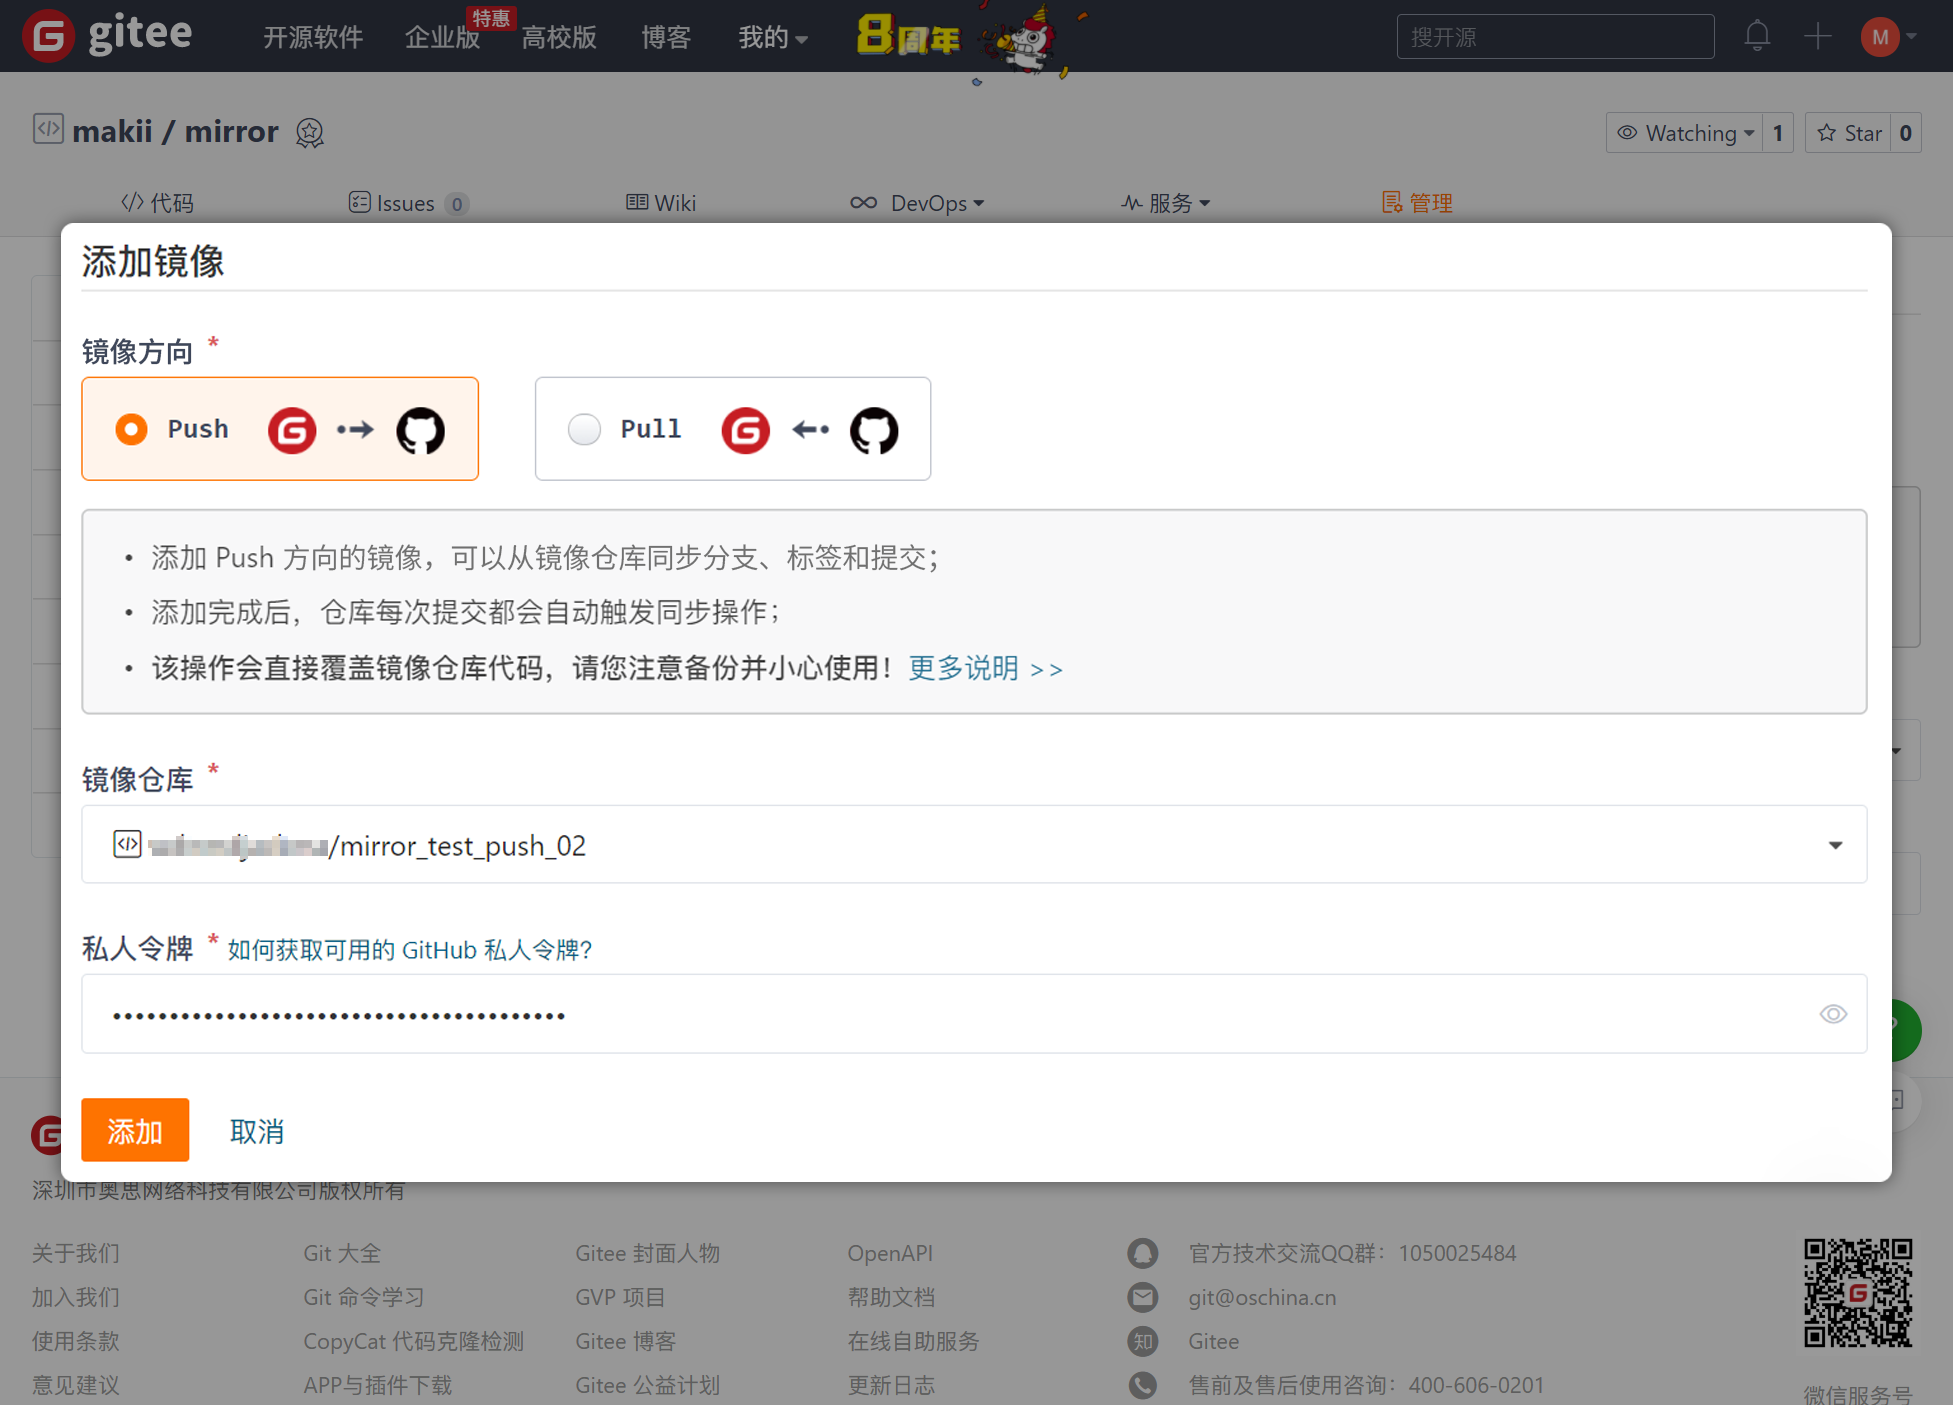 gitee 开源软件 企业版 特惠 高校版 博客 我的 8周年 搜开源 M
makii / mirror Watching 1 Star 0
代码 Issues 0 Wiki DevOps 服务 管理
添加镜像
镜像方向 *
Push Pull
• 添加 Push 方向的镜像，可以从镜像仓库同步分支、标签和提交；
• 添加完成后，仓库每次提交都会自动触发同步操作；
• 该操作会直接覆盖镜像仓库代码，请您注意备份并小心使用！更多说明 >>
镜像仓库 *
/mirror_test_push_02
私人令牌 * 如何获取可用的 GitHub 私人令牌?
添加 取消
深圳市奥思网络科技有限公司版权所有
关于我们 Git 大全 Gitee 封面人物 OpenAPI 官方技术交流QQ群：1050025484
加入我们 Git 命令学习 GVP 项目 帮助文档 git@oschina.cn
使用条款 CopyCat 代码克隆检测 Gitee 博客 在线自助服务 知 Gitee
意见建议 APP与插件下载 Gitee 公益计划 更新日志 售前及售后使用咨询：400-606-0201
微信服务号